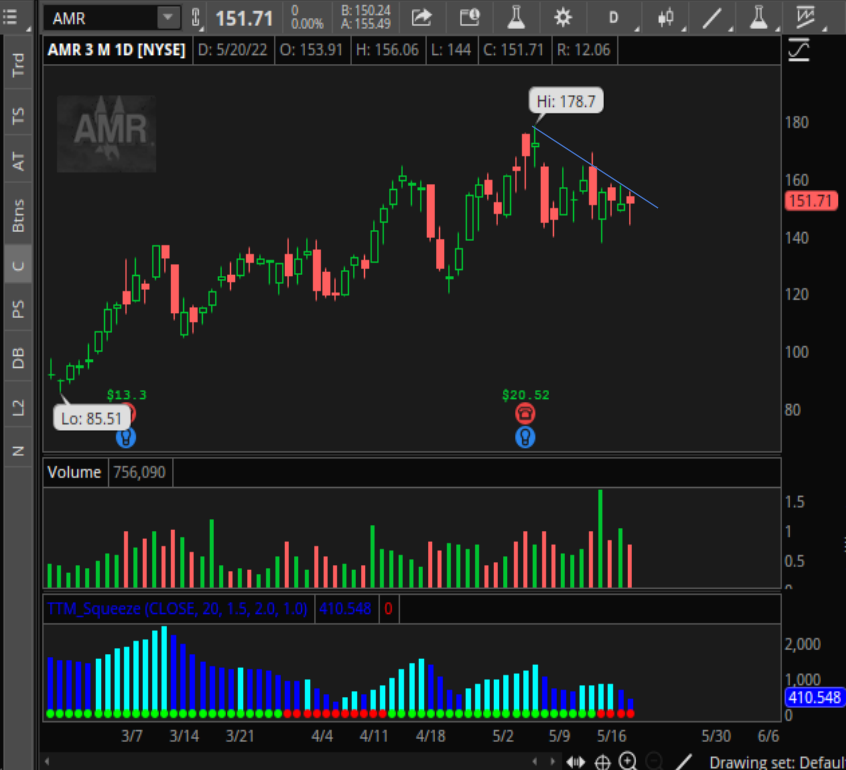 AMR
151.71
0
0.00%
B: 150.24
A: 155.49
D
AMR 3 M 1D [NYSE]
D: 5/20/22
O: 153.91
H: 156.06
L: 144
C: 151.71
R: 12.06
Trd
TS
AT
Btns
C
PS
DB
L2
N
AMR
Hi: 178.7
180
160
151.71
140
120
100
80
$13.3
$20.52
Lo: 85.51
Volume
756,090
1.5
1
0.5
TTM_Squeeze (CLOSE, 20, 1.5, 2.0, 1.0)
410.548
0
2,000
1,000
410.548
0
3/7
3/14
3/21
4/4
4/11
4/18
5/2
5/9
5/16
5/30
6/6
Drawing set: Defaul